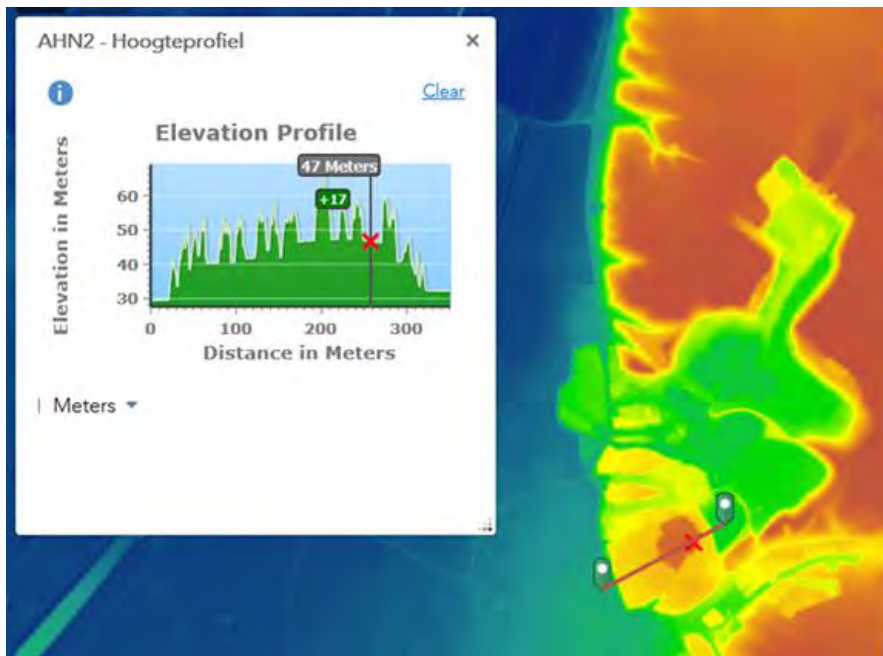 AHN2 - Hoogteprofiel
Clear
Elevation Profile
47 Meters
+17
Elevation in Meters
60
50
40
30
0 100 200 300
Distance in Meters
Meters